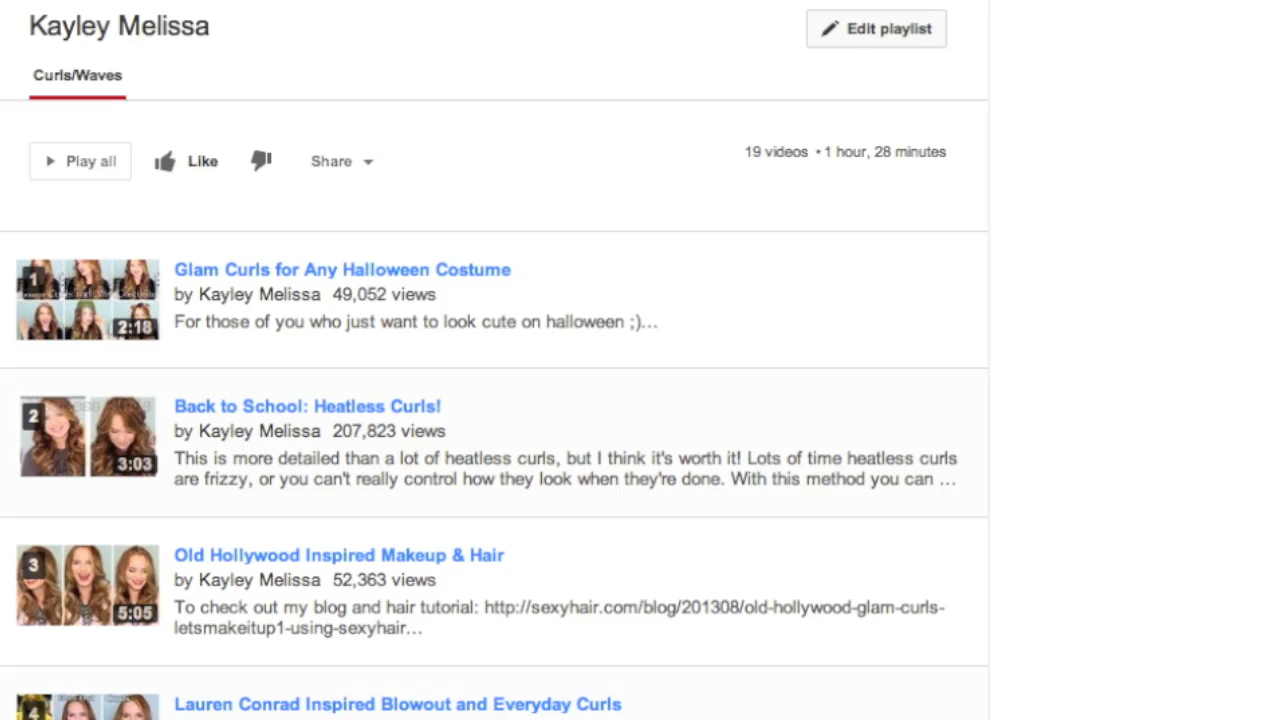 Kayley Melissa
Edit playlist
Curls/Waves
Play all
Like
Share
19 videos • 1 hour, 28 minutes
1
2:18
Glam Curls for Any Halloween Costume
by Kayley Melissa 49,052 views
For those of you who just want to look cute on halloween ;)...
2
3:03
Back to School: Heatless Curls!
by Kayley Melissa 207,823 views
This is more detailed than a lot of heatless curls, but I think it's worth it! Lots of time heatless curls
are frizzy, or you can't really control how they look when they're done. With this method you can ...
3
5:05
Old Hollywood Inspired Makeup & Hair
by Kayley Melissa 52,363 views
To check out my blog and hair tutorial: http://sexyhair.com/blog/201308/old-hollywood-glam-curls-
letsmakeitup1-using-sexyhair...
4
Lauren Conrad Inspired Blowout and Everyday Curls